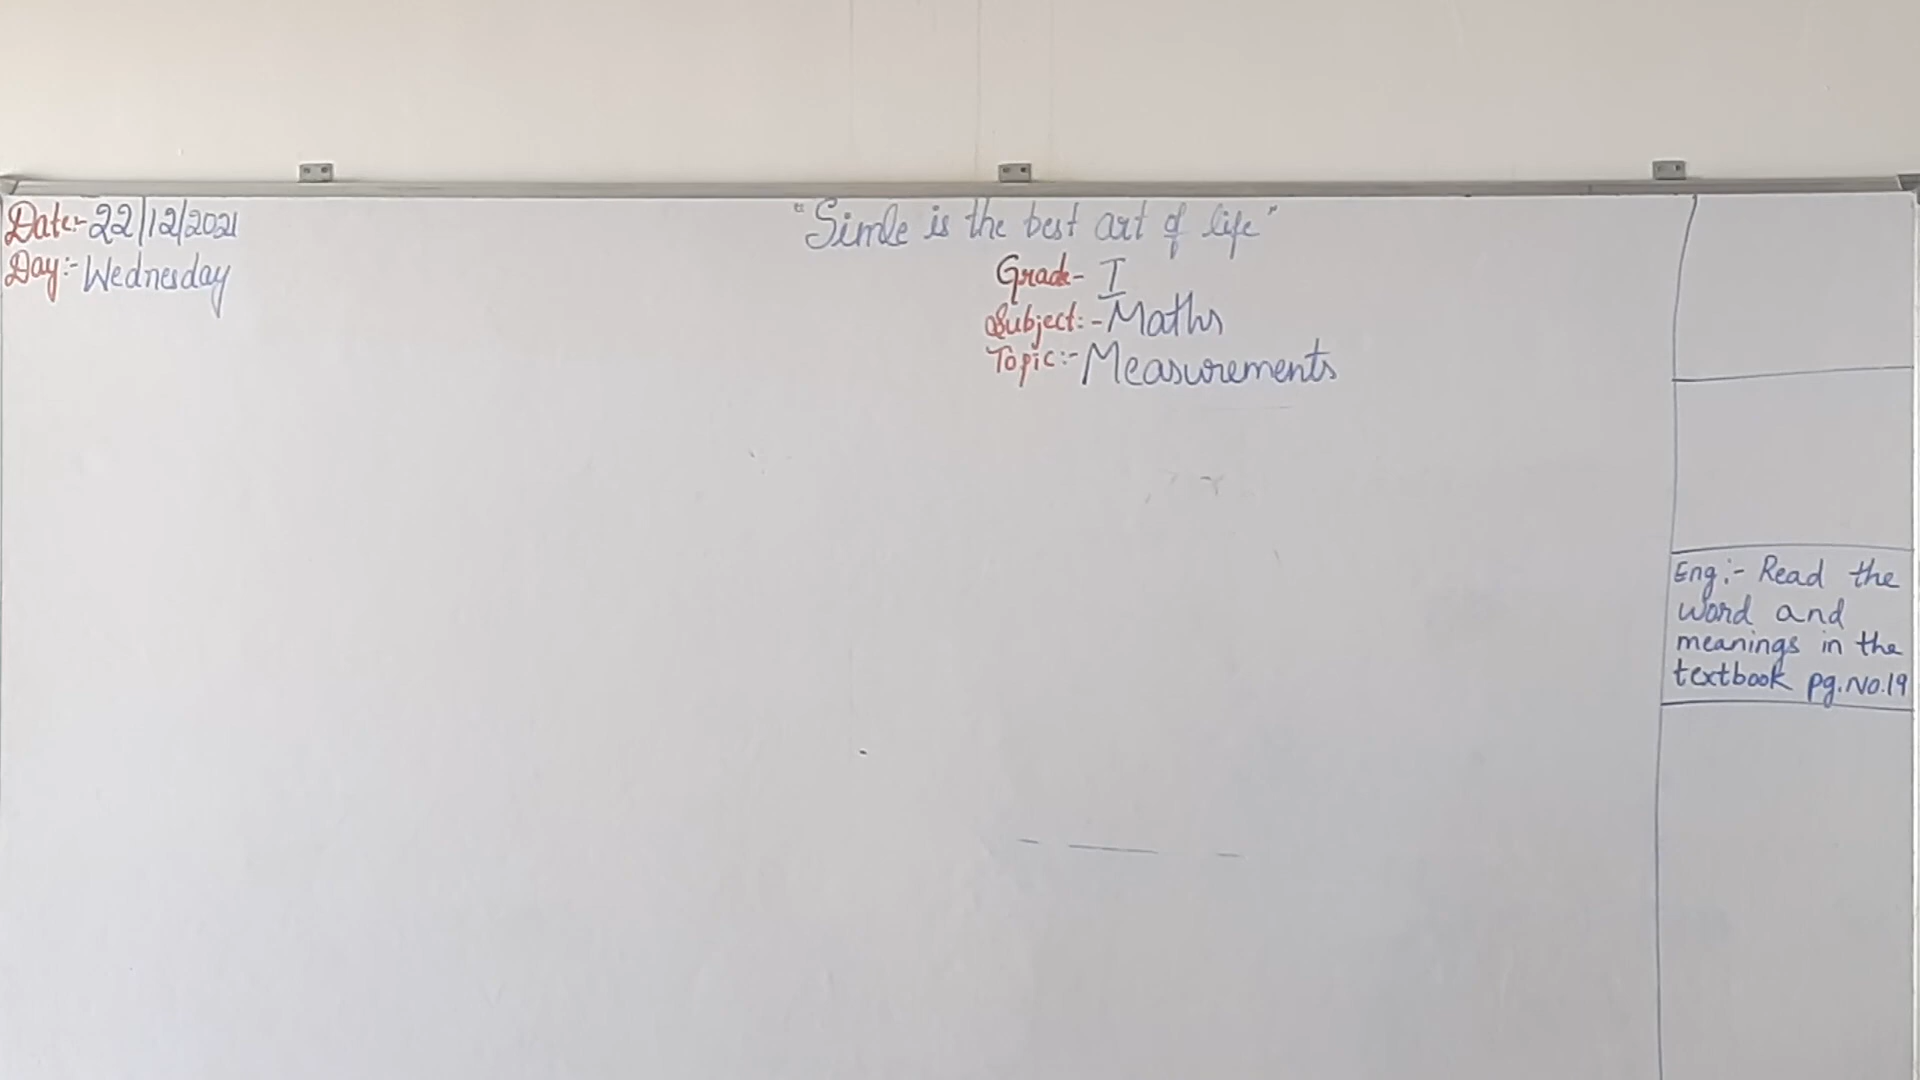 Date:- 22/12/2021
Day:- Wednesday
"Simle is the best art of life"
Grade- I
Subject:- Maths
Topic:- Measurements
Eng:- Read the
word and
meanings in the
textbook pg.No.19